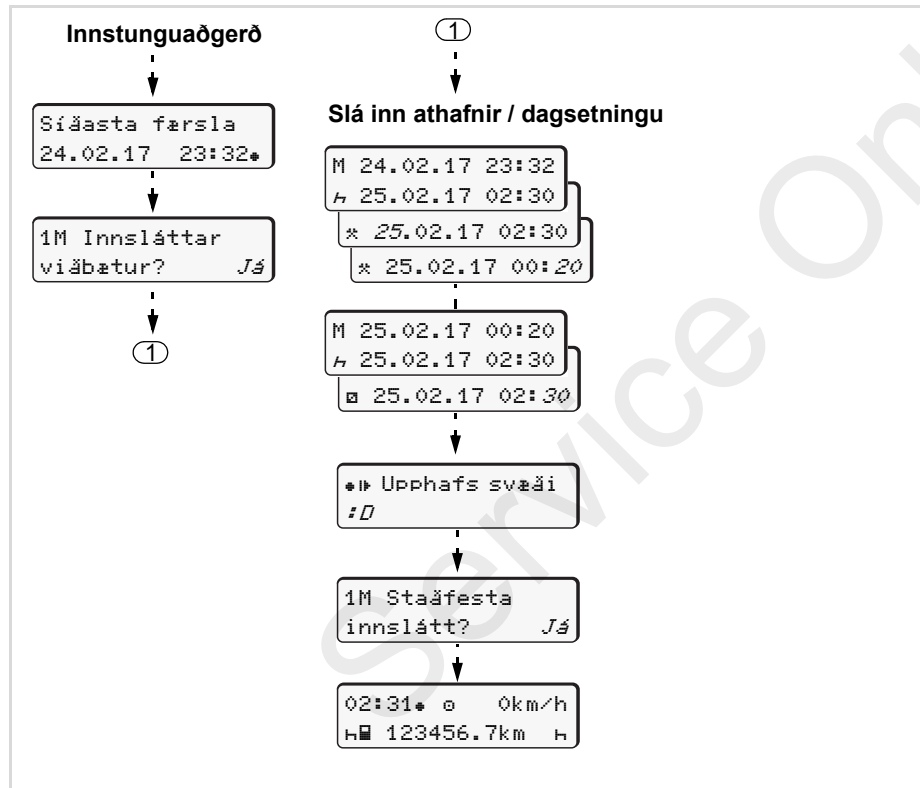 Innstunguaðgerð
Síðasta færsla
24.02.17 23:32
1M Innsláttar
viðbætur? Já
1
1
Slá inn athafnir / dagsetningu
M 24.02.17 23:32
25.02.17 02:30
25.02.17 02:30
25.02.17 00:20
M 25.02.17 00:20
25.02.17 02:30
25.02.17 02:30
Upphafs svæði
:D
1M Staðfesta
innslátt? Já
02:31 0km/h
123456.7km
Service On